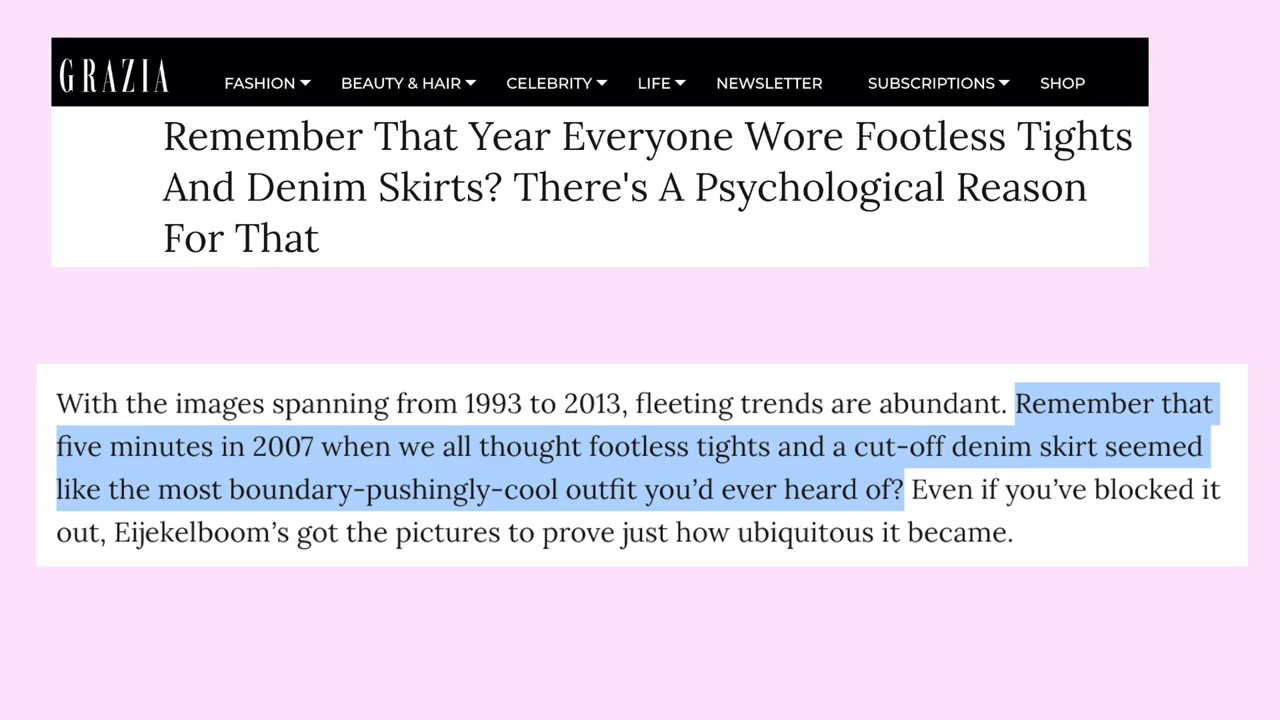 GRAZIA FASHION BEAUTY & HAIR CELEBRITY LIFE NEWSLETTER SUBSCRIPTIONS SHOP
Remember That Year Everyone Wore Footless Tights
And Denim Skirts? There's A Psychological Reason
For That
With the images spanning from 1993 to 2013, fleeting trends are abundant. Remember that
five minutes in 2007 when we all thought footless tights and a cut-off denim skirt seemed
like the most boundary-pushingly-cool outfit you’d ever heard of? Even if you’ve blocked it
out, Eijekelboom’s got the pictures to prove just how ubiquitous it became.